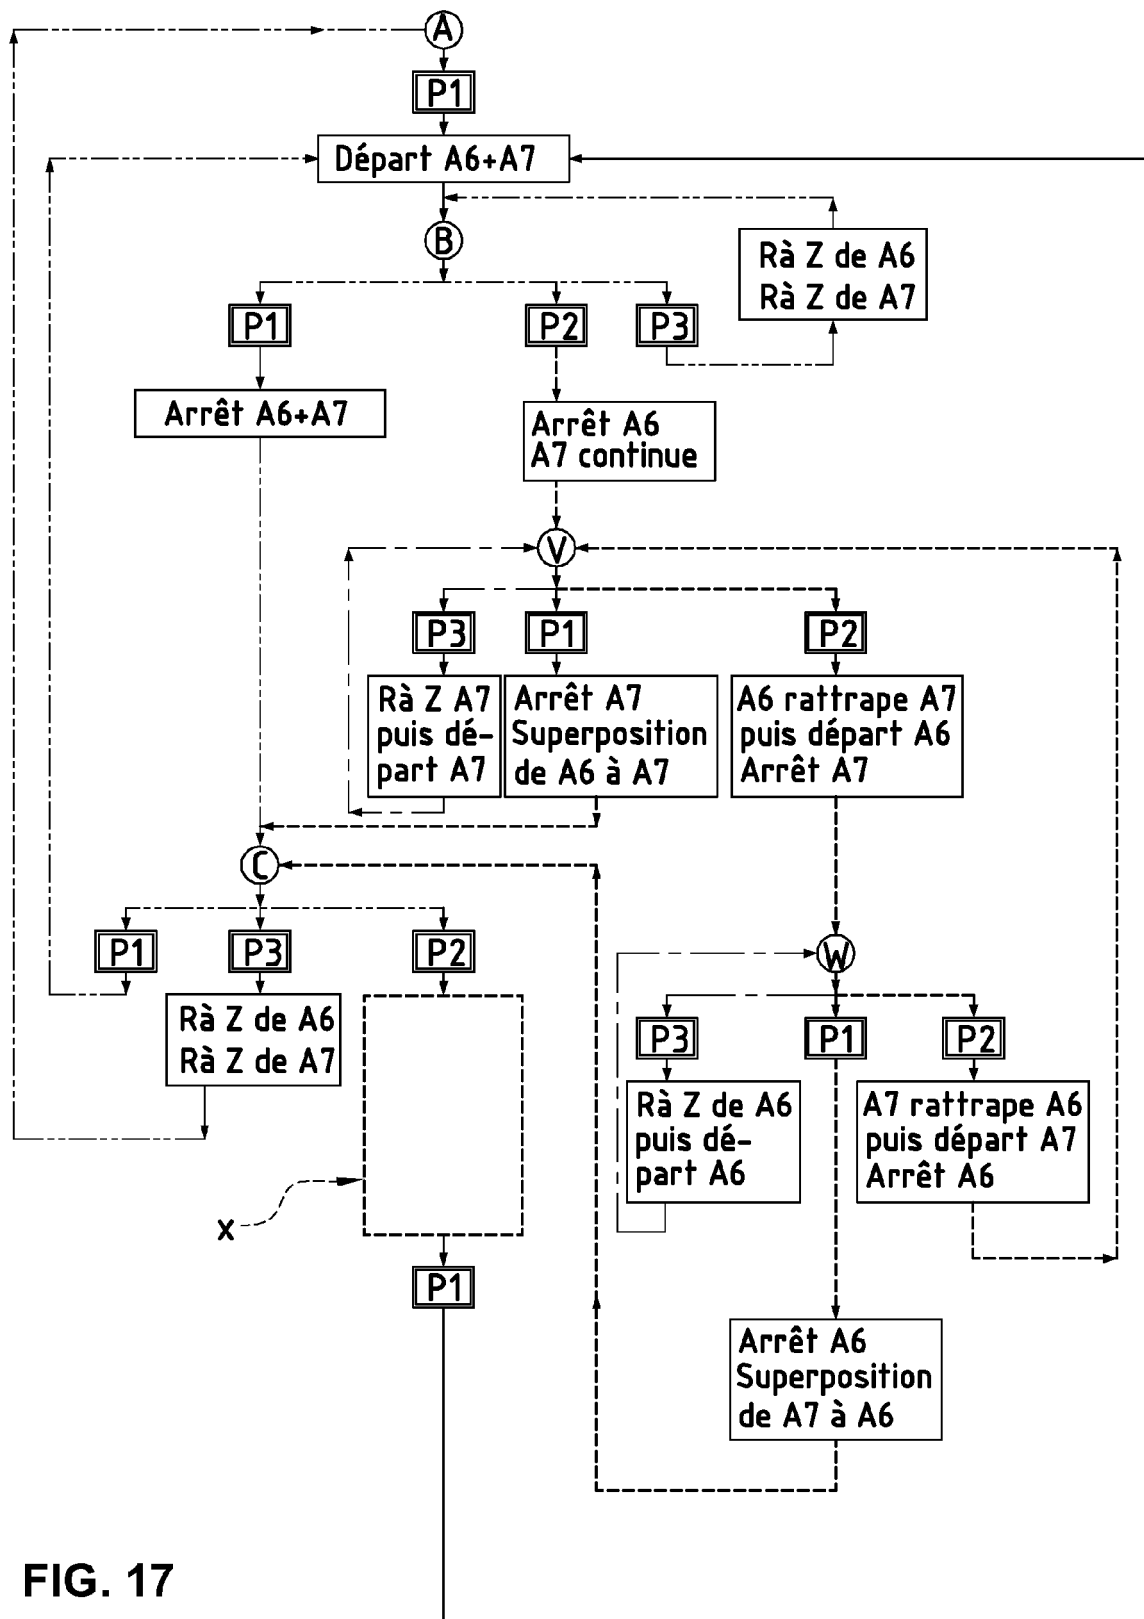 A
P1
Départ A6+A7
B
Rà Z de A6
Rà Z de A7
P1
P2
P3
Arrêt A6+A7
Arrêt A6
A7 continue
V
P3
P1
P2
Rà Z A7
puis dé-
part A7
Arrêt A7
Superposition
de A6 à A7
A6 rattrape A7
puis départ A6
Arrêt A7
C
P1
P3
P2
W
Rà Z de A6
Rà Z de A7
P3
P1
P2
Rà Z de A6
puis dé-
part A6
A7 rattrape A6
puis départ A7
Arrêt A6
x
P1
Arrêt A6
Superposition
de A7 à A6
FIG. 17